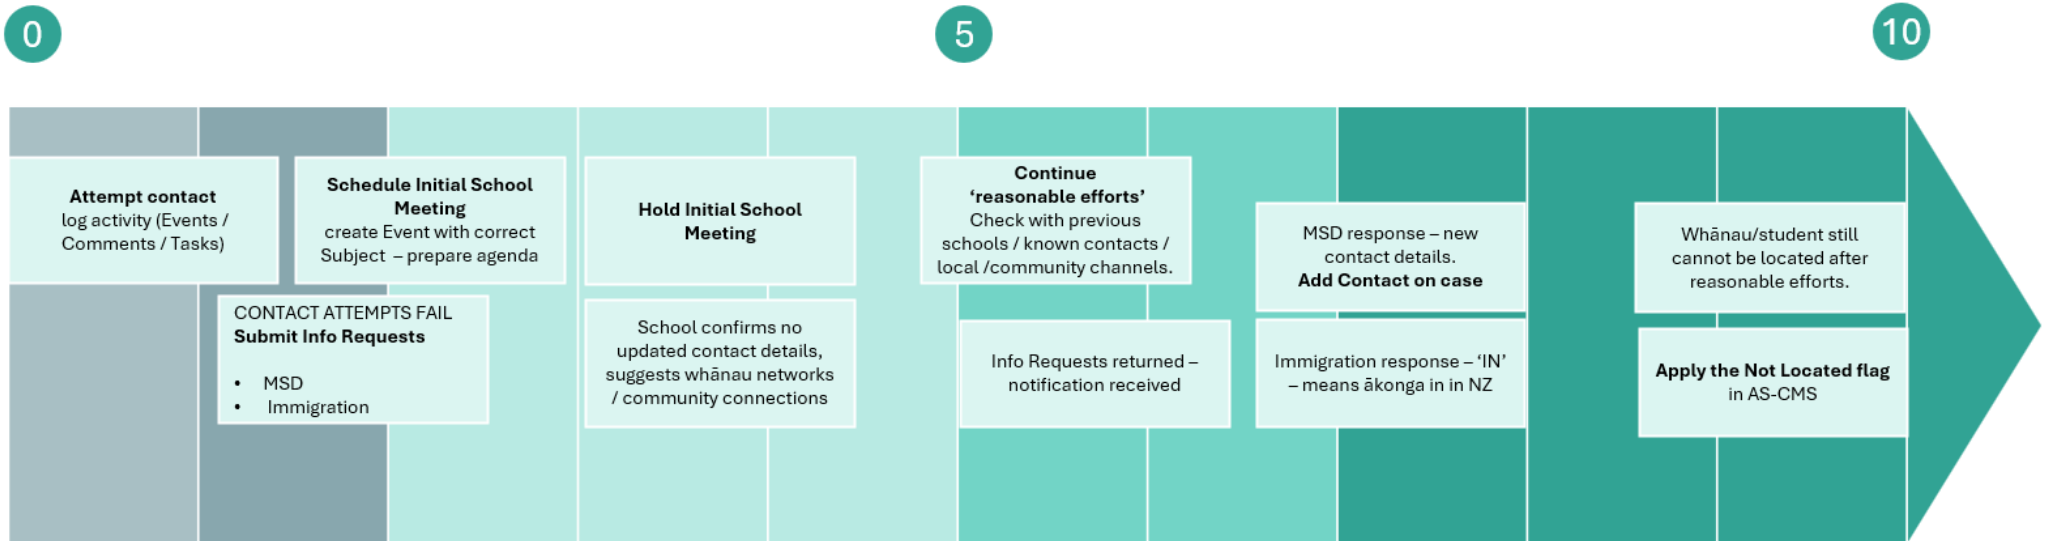 0
5
10
Attempt contact
log activity (Events /
Comments / Tasks)
Schedule Initial School
Meeting
create Event with correct
Subject – prepare agenda
CONTACT ATTEMPTS FAIL
Submit Info Requests
• MSD
• Immigration
Hold Initial School
Meeting
School confirms no
updated contact details,
suggests whānau networks
/ community connections
Continue
‘reasonable efforts’
Check with previous
schools / known contacts /
local /community channels.
Info Requests returned –
notification received
MSD response – new
contact details.
Add Contact on case
Immigration response – ‘IN’
– means ākonga in in NZ
Whānau/student still
cannot be located after
reasonable efforts.
Apply the Not Located flag
in AS-CMS